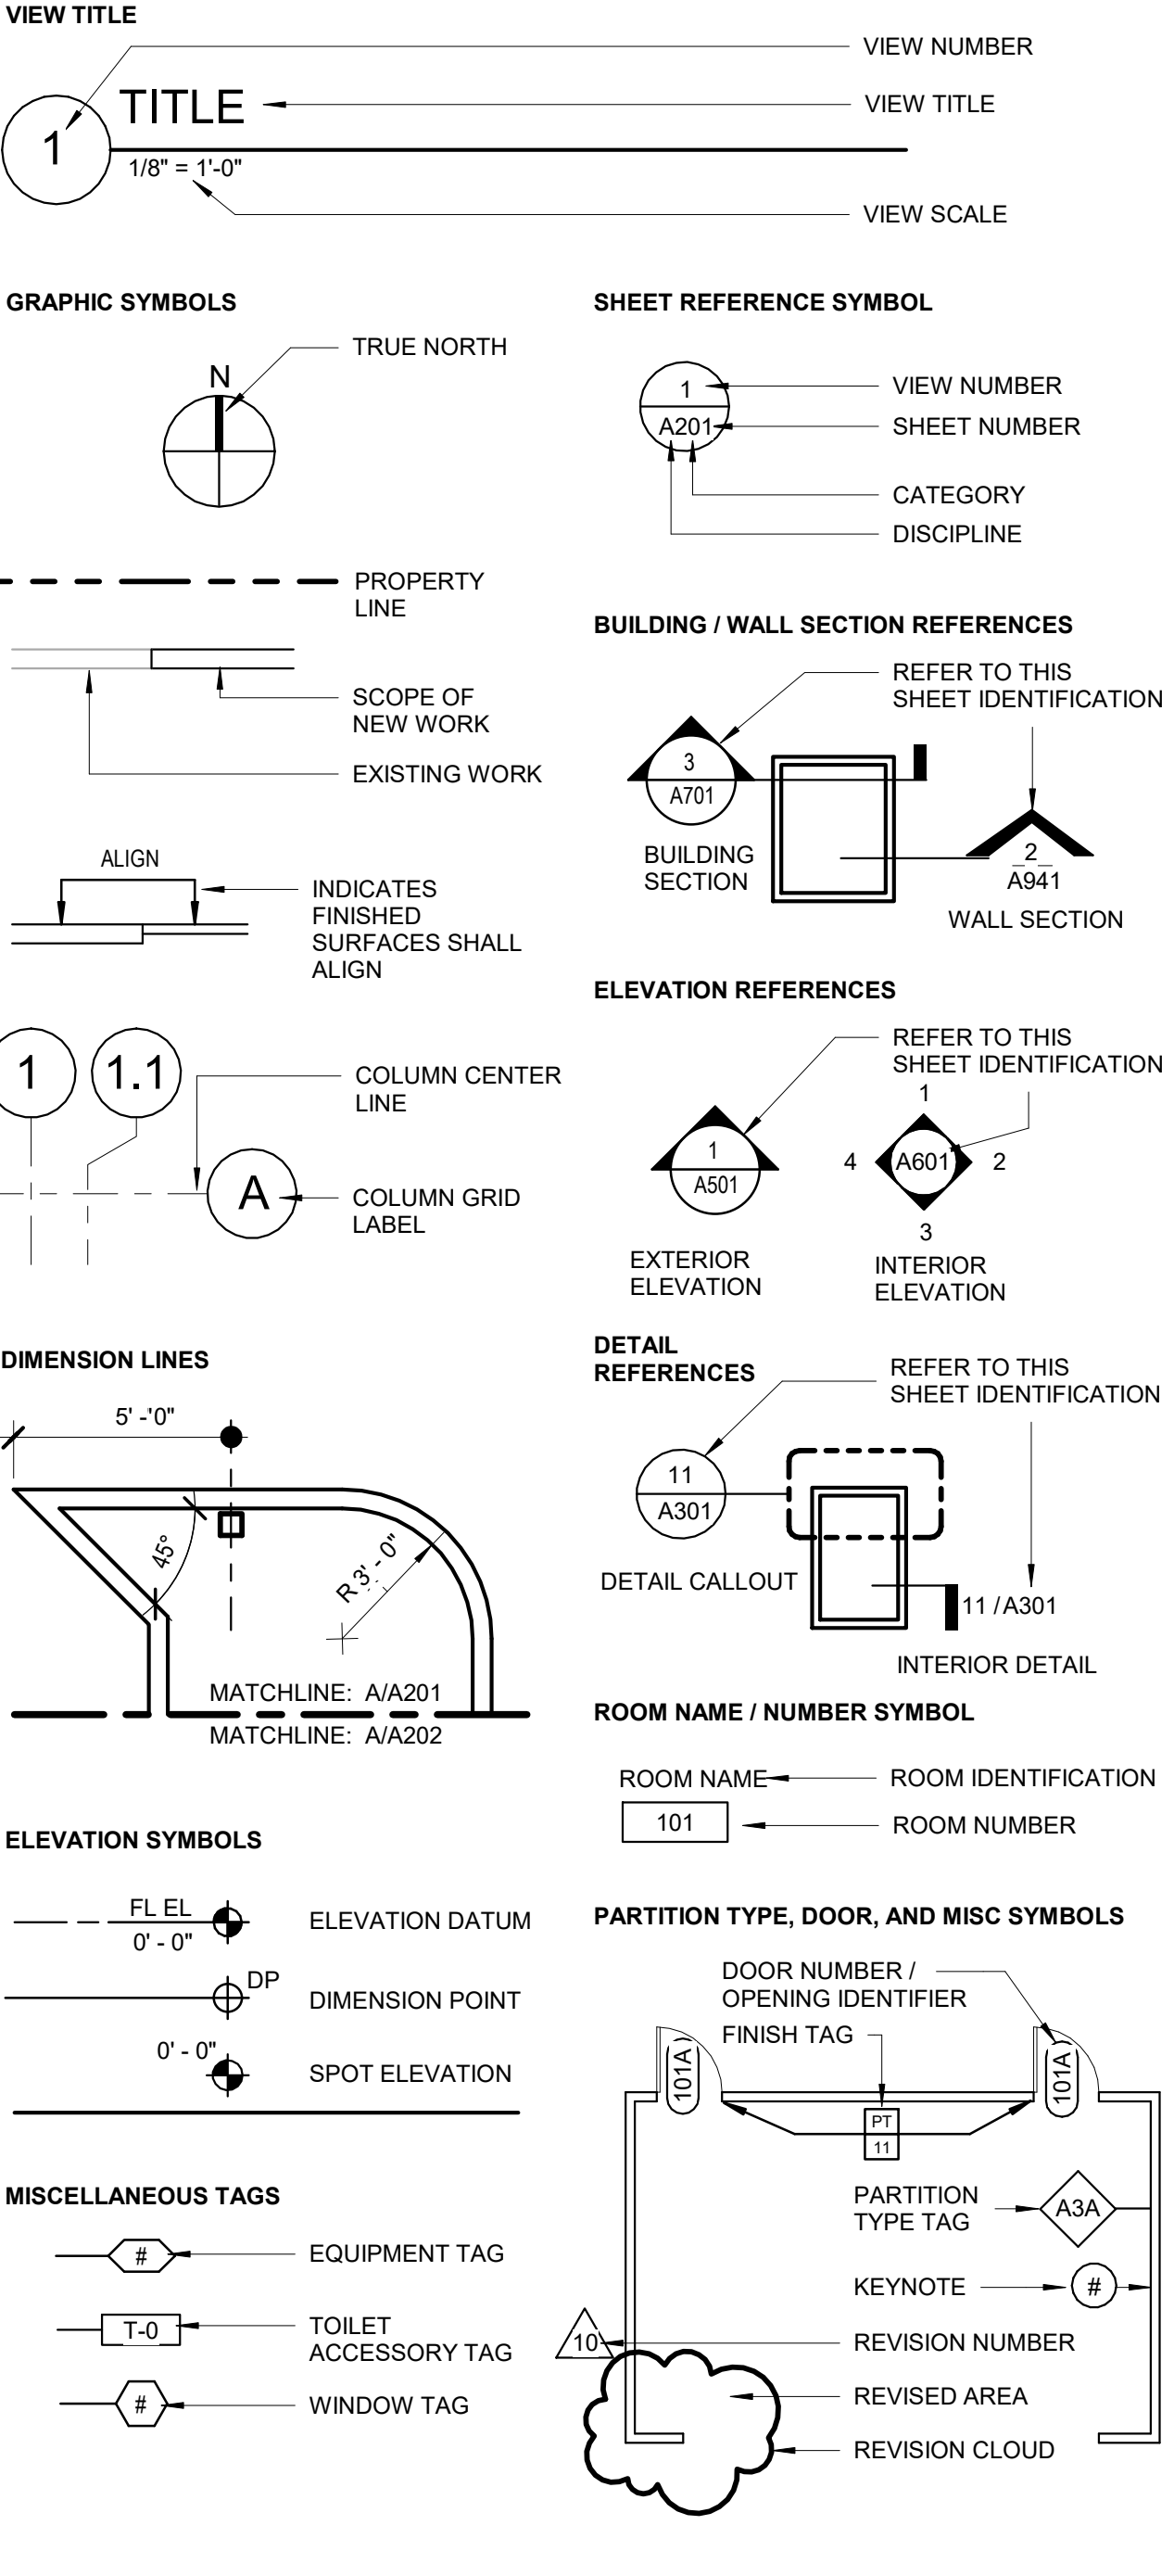 VIEW TITLE
VIEW NUMBER
TITLE
VIEW TITLE
1
1/8" = 1'-0"
VIEW SCALE
GRAPHIC SYMBOLS
TRUE NORTH
N
PROPERTY
LINE
SCOPE OF
NEW WORK
EXISTING WORK
ALIGN
INDICATES
FINISHED
SURFACES SHALL
ALIGN
1
1.1
COLUMN CENTER
LINE
A
COLUMN GRID
LABEL
DIMENSION LINES
5' -'0"
45°
R 3' - 0"
MATCHLINE: A/A201
MATCHLINE: A/A202
ELEVATION SYMBOLS
FL EL
0' - 0"
ELEVATION DATUM
DP
DIMENSION POINT
0' - 0"
SPOT ELEVATION
MISCELLANEOUS TAGS
#
EQUIPMENT TAG
T-0
TOILET
ACCESSORY TAG
#
WINDOW TAG
SHEET REFERENCE SYMBOL
1
VIEW NUMBER
A201
SHEET NUMBER
CATEGORY
DISCIPLINE
BUILDING / WALL SECTION REFERENCES
REFER TO THIS
SHEET IDENTIFICATION
3
A701
BUILDING
SECTION
2
A941
WALL SECTION
ELEVATION REFERENCES
REFER TO THIS
SHEET IDENTIFICATION
1
1
A501
4
A601
2
3
EXTERIOR
ELEVATION
INTERIOR
ELEVATION
DETAIL
REFERENCES
REFER TO THIS
SHEET IDENTIFICATION
11
A301
DETAIL CALLOUT
11 / A301
INTERIOR DETAIL
ROOM NAME / NUMBER SYMBOL
ROOM NAME
ROOM IDENTIFICATION
101
ROOM NUMBER
PARTITION TYPE, DOOR, AND MISC SYMBOLS
DOOR NUMBER /
OPENING IDENTIFIER
FINISH TAG
101A
101A
PT
11
PARTITION
TYPE TAG
A3A
KEYNOTE
#
10
REVISION NUMBER
REVISED AREA
REVISION CLOUD